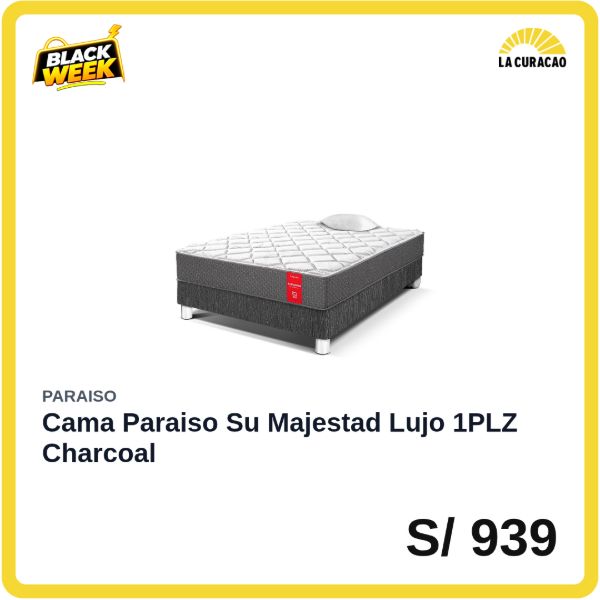 BLACK
WEEK
LA CURACAO
PARAISO
Cama Paraiso Su Majestad Lujo 1PLZ
Charcoal
S/ 939